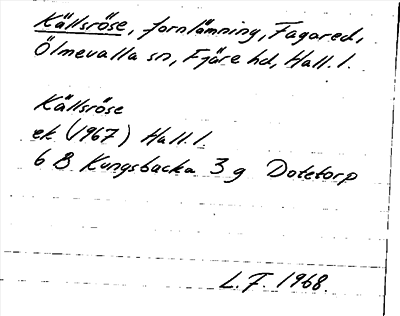 Källsröse, fornlämning, Fagared,
Ölmevalla sn, Fjäre hd, Hall. l.
Källsröse
ek (1967) Hall. l.
6 B Kungsbacka 3 g Dotetorp
L. F. 1968.